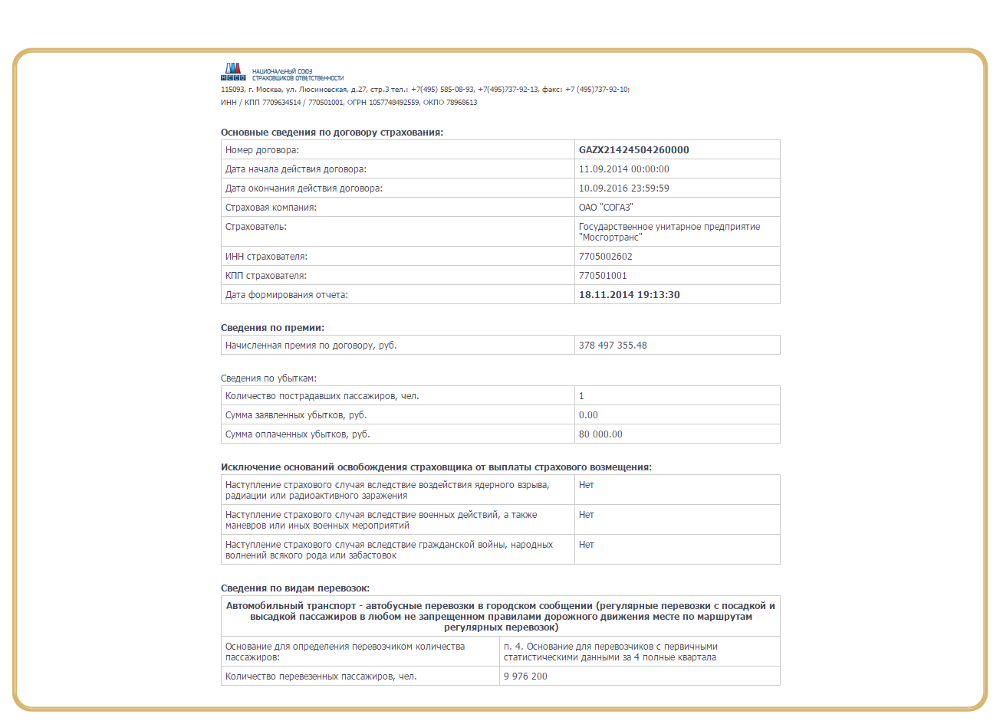 НССО
НАЦИОНАЛЬНЫЙ СОЮЗ
СТРАХОВЩИКОВ ОТВЕТСТВЕННОСТИ
115093, г. Москва, ул. Люсиновская, д.27, стр.3 тел.: +7(495) 585-08-93, +7(495)737-92-13, факс: +7 (495)737-92-10;
ИНН / КПП 7709634514 / 770501001, ОГРН 1057748492559, ОКПО 78968613
Основные сведения по договору страхования:
Номер договора: GAZX21424504260000
Дата начала действия договора: 11.09.2014 00:00:00
Дата окончания действия договора: 10.09.2016 23:59:59
Страховая компания: ОАО "СОГАЗ"
Страхователь: Государственное унитарное предприятие
"Мосгортранс"
ИНН страхователя: 7705002602
КПП страхователя: 770501001
Дата формирования отчета: 18.11.2014 19:13:30
Сведения по премии:
Начисленная премия по договору, руб. 378 497 355.48
Сведения по убыткам:
Количество пострадавших пассажиров, чел. 1
Сумма заявленных убытков, руб. 0.00
Сумма оплаченных убытков, руб. 80 000.00
Исключение оснований освобождения страховщика от выплаты страхового возмещения:
Наступление страхового случая вследствие воздействия ядерного взрыва, Нет
радиации или радиоактивного заражения
Наступление страхового случая вследствие военных действий, а также Нет
маневров или иных военных мероприятий
Наступление страхового случая вследствие гражданской войны, народных Нет
волнений всякого рода или забастовок
Сведения по видам перевозок:
Автомобильный транспорт - автобусные перевозки в городском сообщении (регулярные перевозки с посадкой и
высадкой пассажиров в любом не запрещенном правилами дорожного движения месте по маршрутам
регулярных перевозок)
Основание для определения перевозчиком количества п. 4. Основание для перевозчиков с первичными
пассажиров: статистическими данными за 4 полные квартала
Количество перевезенных пассажиров, чел. 9 976 200